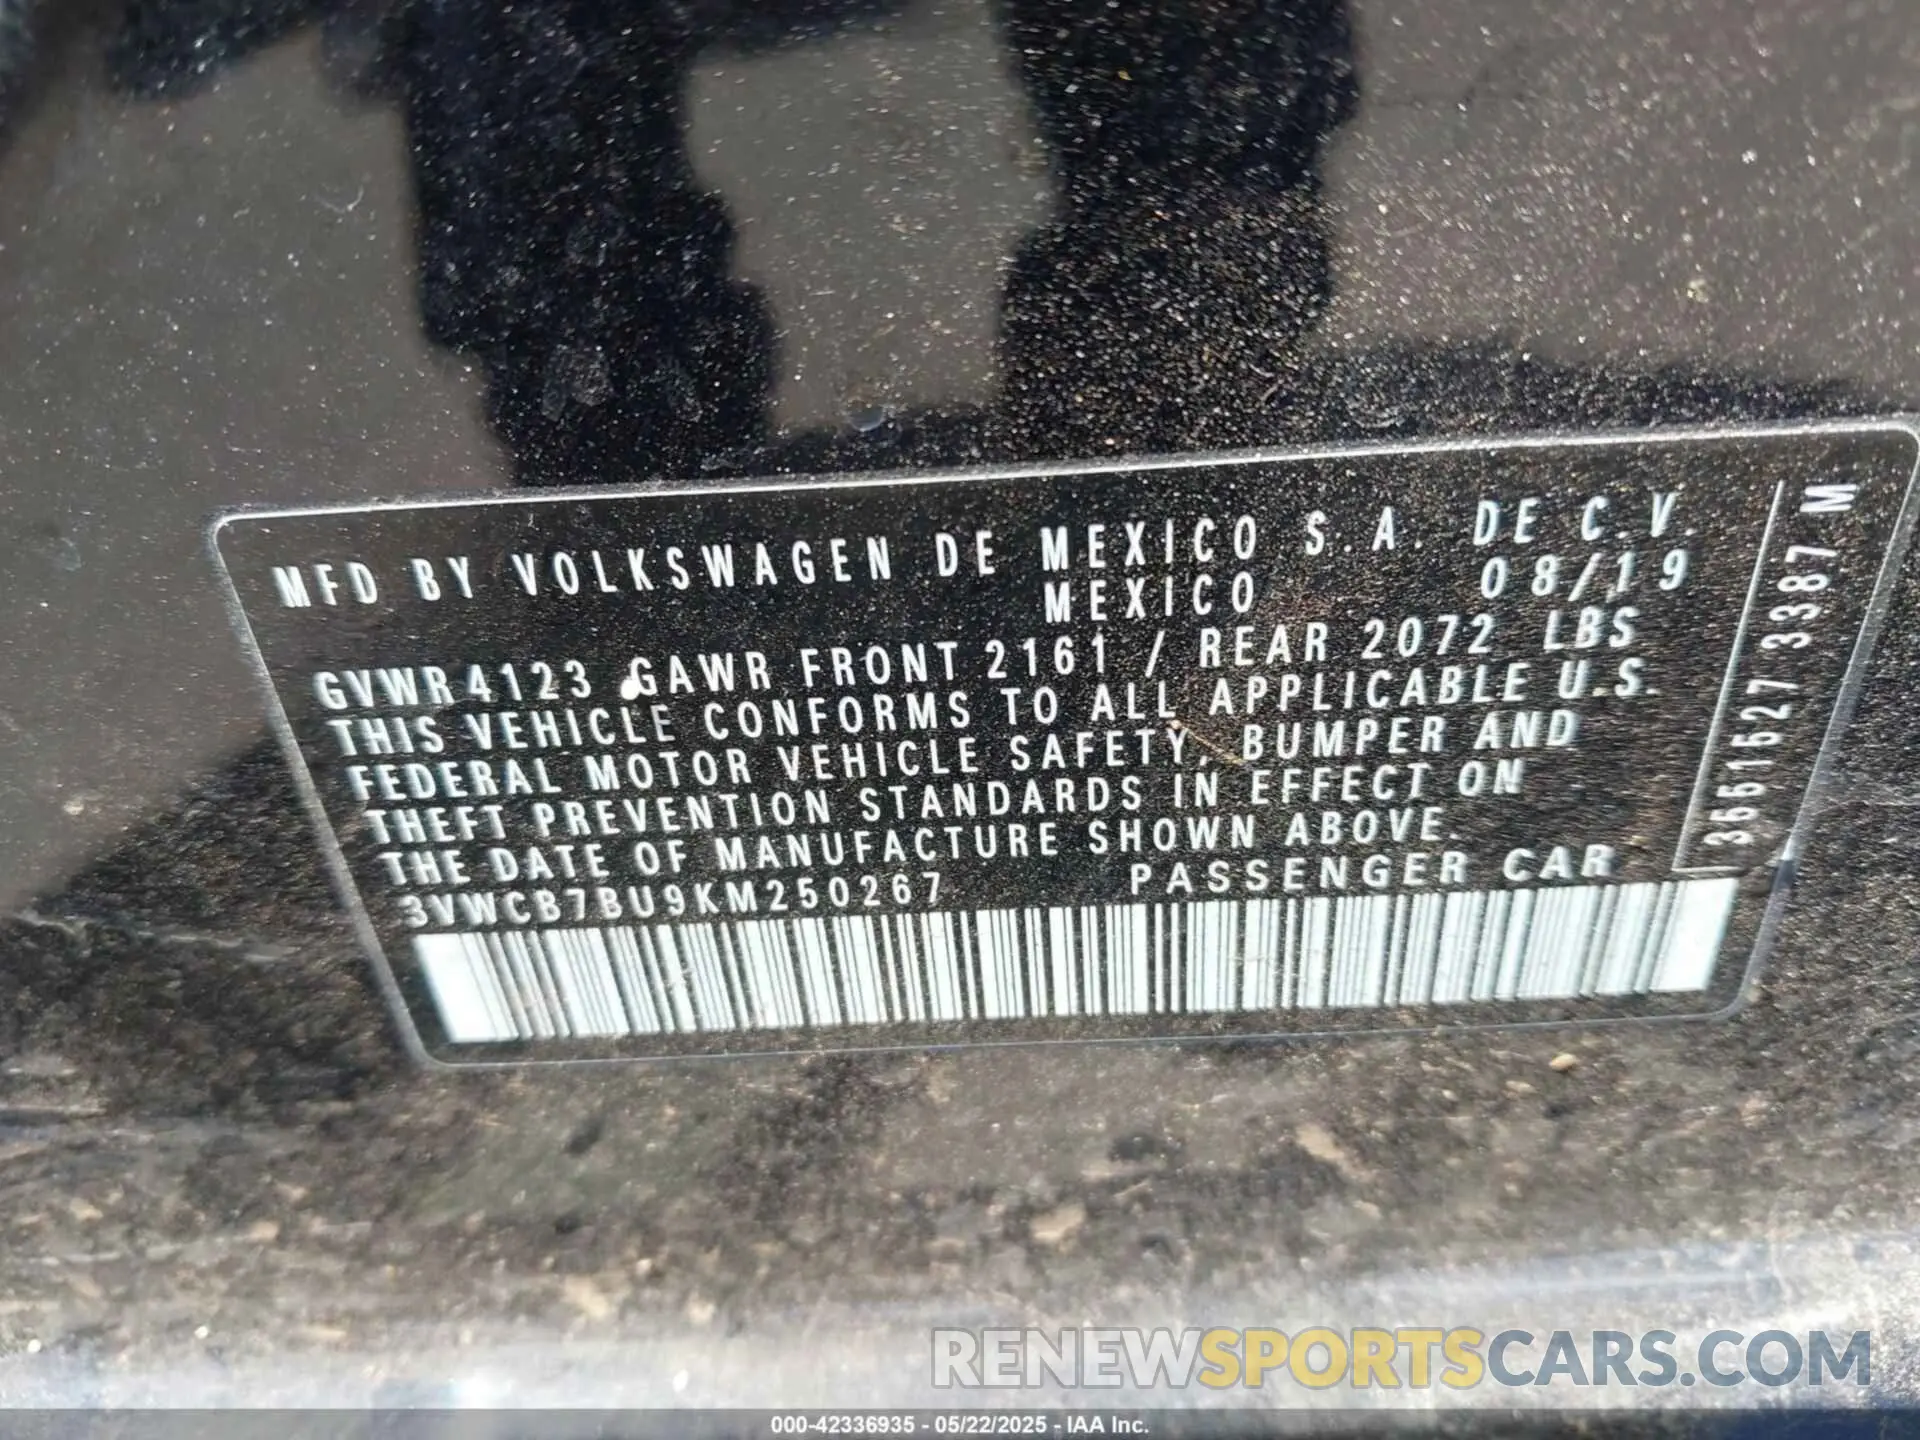 MFD BY VOLKSWAGEN DE MEXICO S.A. DE C.V.
MEXICO 08/19
GVWR 4123 GAWR FRONT 2161 / REAR 2072 LBS
THIS VEHICLE CONFORMS TO ALL APPLICABLE U.S.
FEDERAL MOTOR VEHICLE SAFETY, BUMPER AND
THEFT PREVENTION STANDARDS IN EFFECT ON
THE DATE OF MANUFACTURE SHOWN ABOVE.
3VWCB7BU9KM250267 PASSENGER CAR
3661627 3387 M
RENEWSPORTSCARS.COM
000-42336935 - 05/22/2025 - IAA Inc.